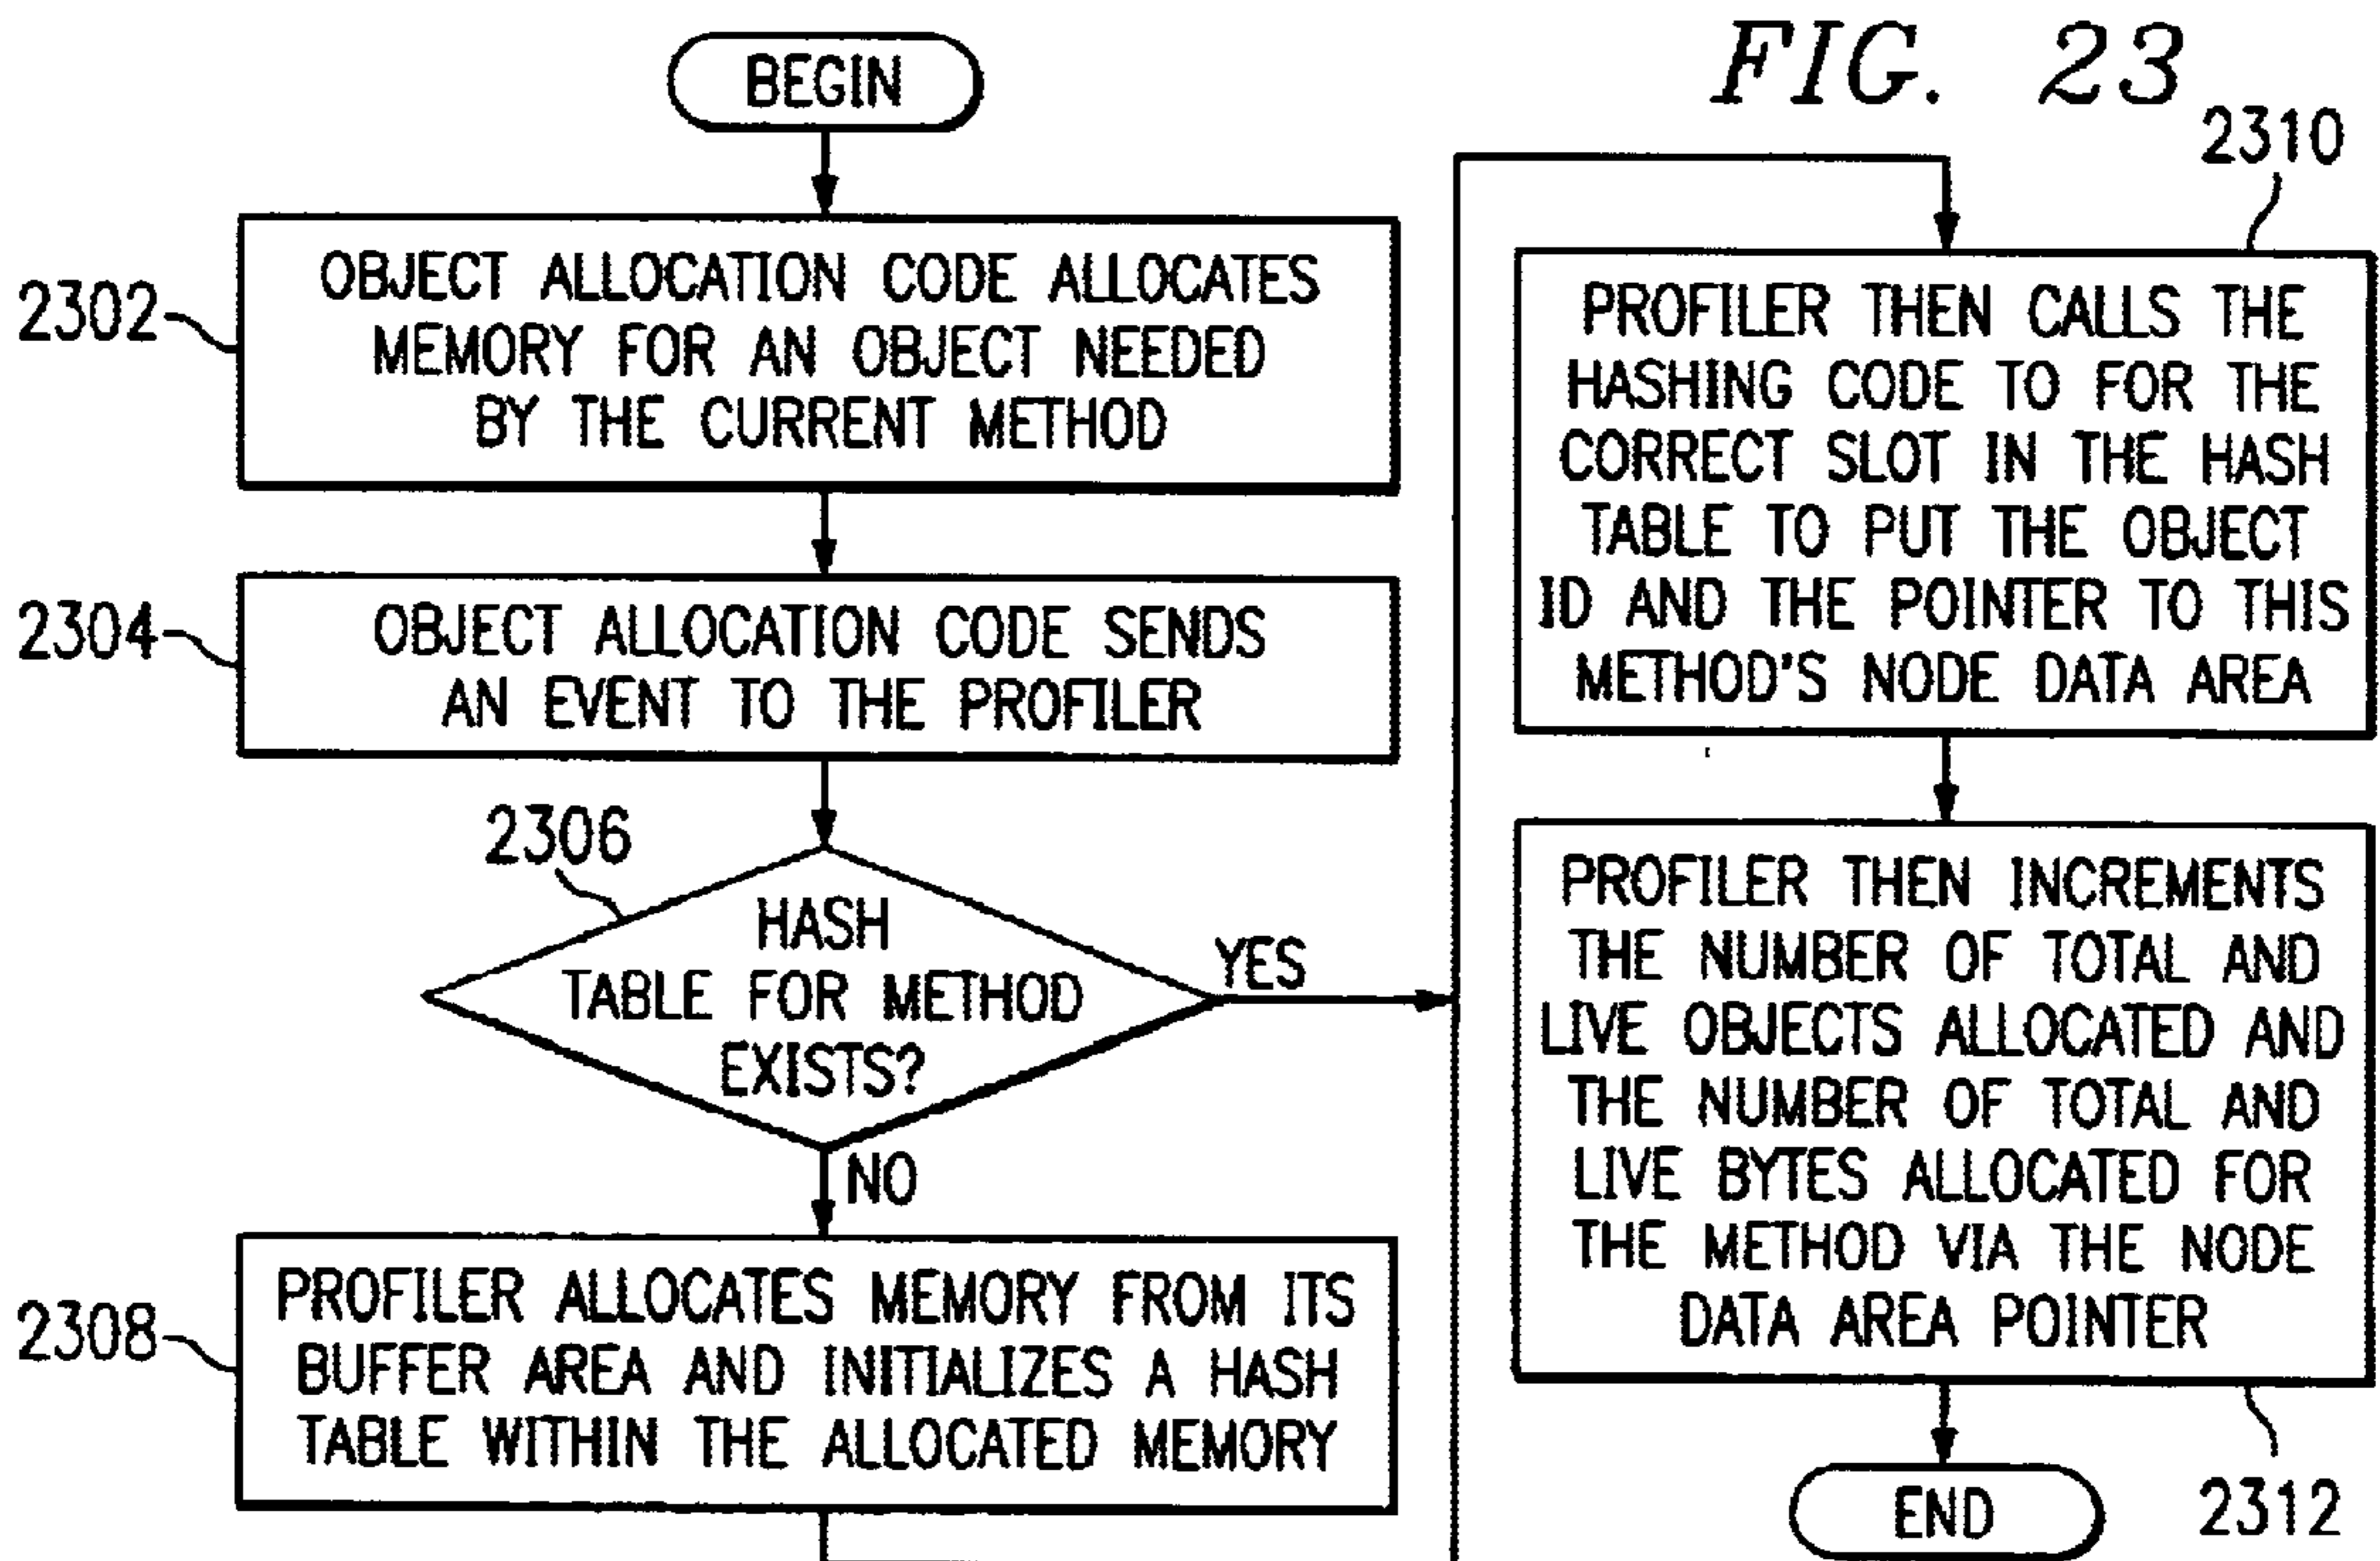 FIG. 23
BEGIN
2302
OBJECT ALLOCATION CODE ALLOCATES
MEMORY FOR AN OBJECT NEEDED
BY THE CURRENT METHOD
2304
OBJECT ALLOCATION CODE SENDS
AN EVENT TO THE PROFILER
2306
HASH
TABLE FOR METHOD
EXISTS?
YES
NO
2308
PROFILER ALLOCATES MEMORY FROM ITS
BUFFER AREA AND INITIALIZES A HASH
TABLE WITHIN THE ALLOCATED MEMORY
2310
PROFILER THEN CALLS THE
HASHING CODE TO FOR THE
CORRECT SLOT IN THE HASH
TABLE TO PUT THE OBJECT
ID AND THE POINTER TO THIS
METHOD'S NODE DATA AREA
PROFILER THEN INCREMENTS
THE NUMBER OF TOTAL AND
LIVE OBJECTS ALLOCATED AND
THE NUMBER OF TOTAL AND
LIVE BYTES ALLOCATED FOR
THE METHOD VIA THE NODE
DATA AREA POINTER
2312
END